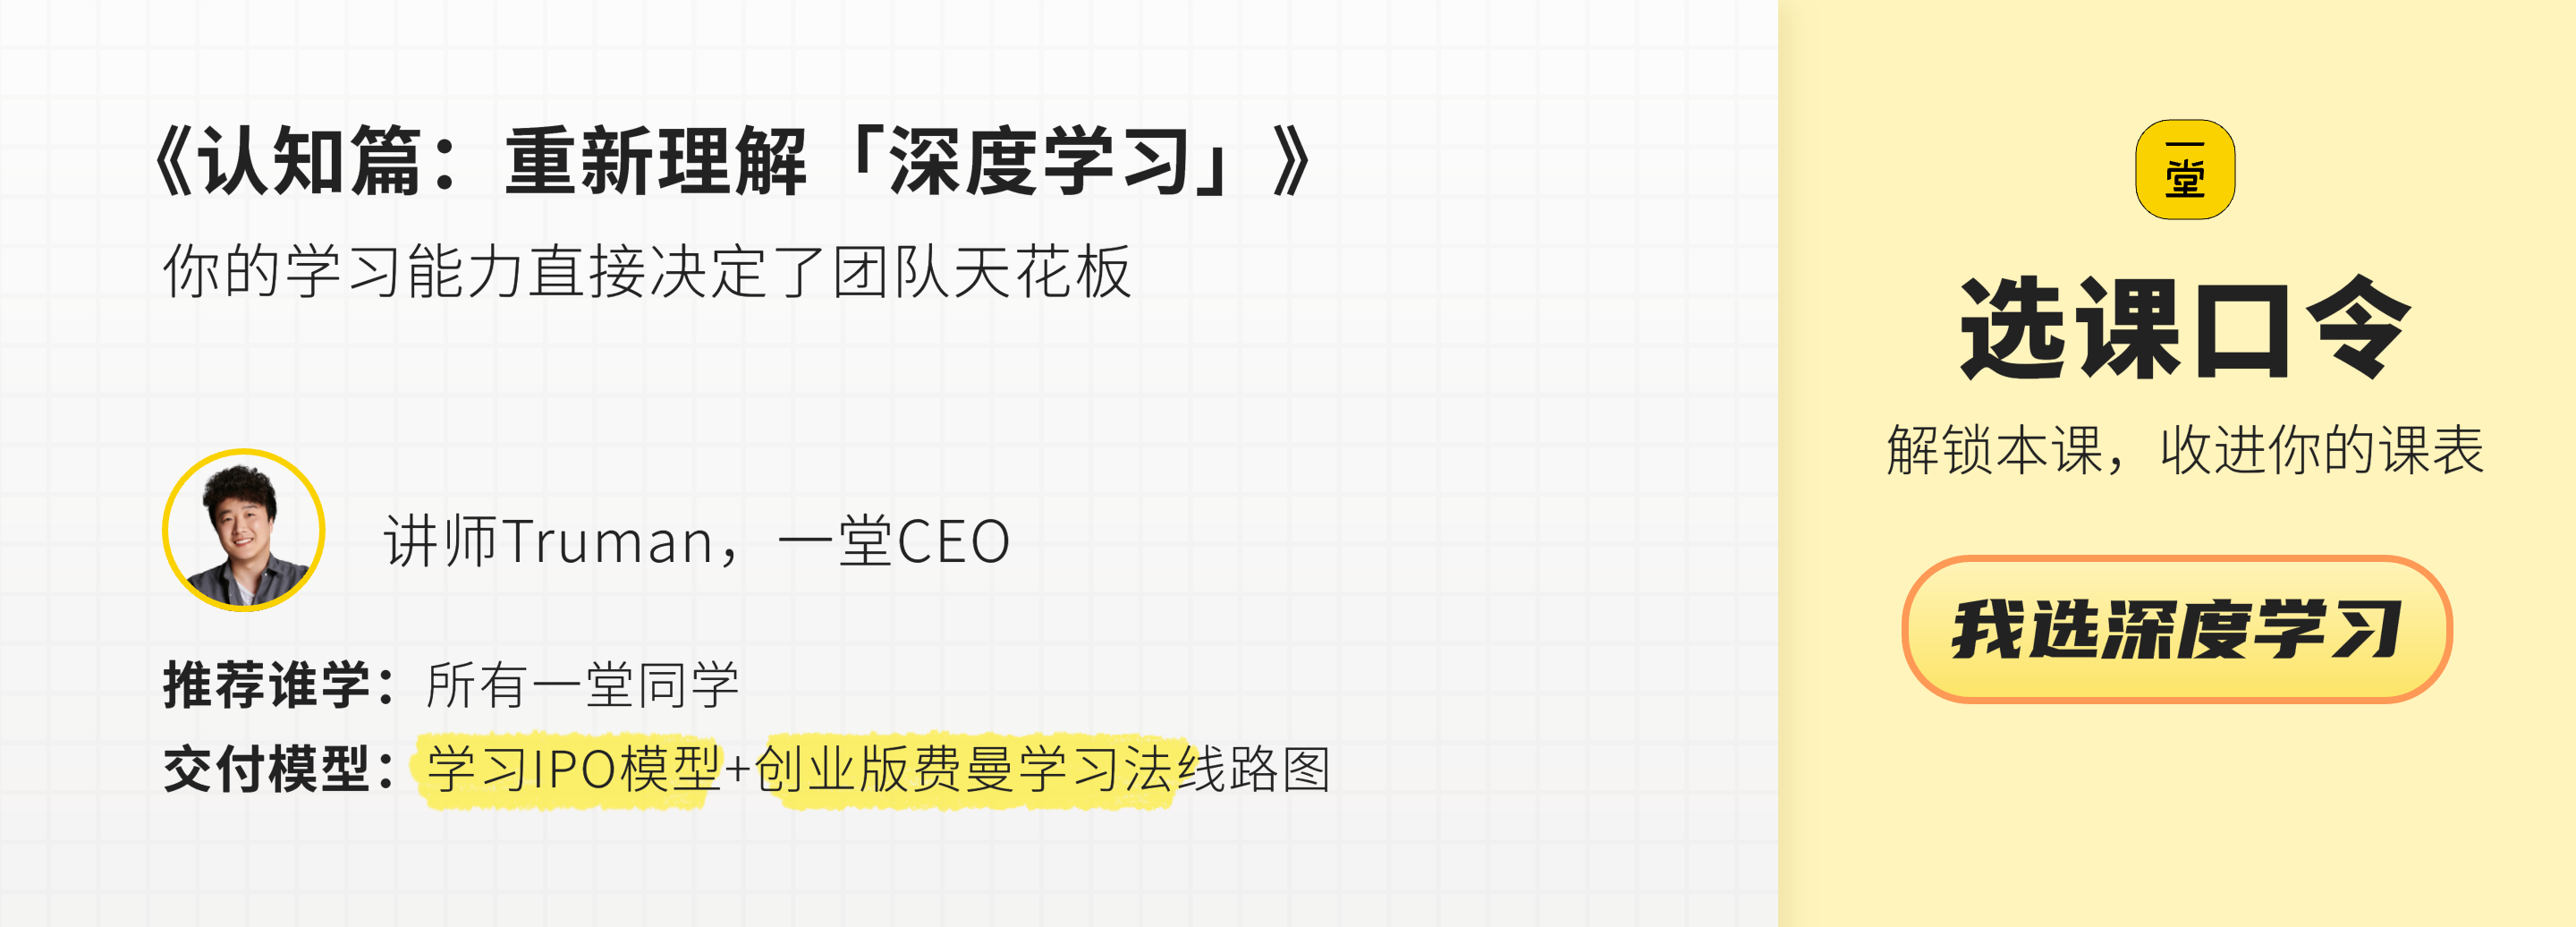 《认知篇：重新理解「深度学习」》
你的学习能力直接决定了团队天花板
讲师Truman，一堂CEO
推荐谁学：所有一堂同学
交付模型：学习IPO模型+创业版费曼学习法线路图
一堂
选课口令
解锁本课，收进你的课表
我选深度学习